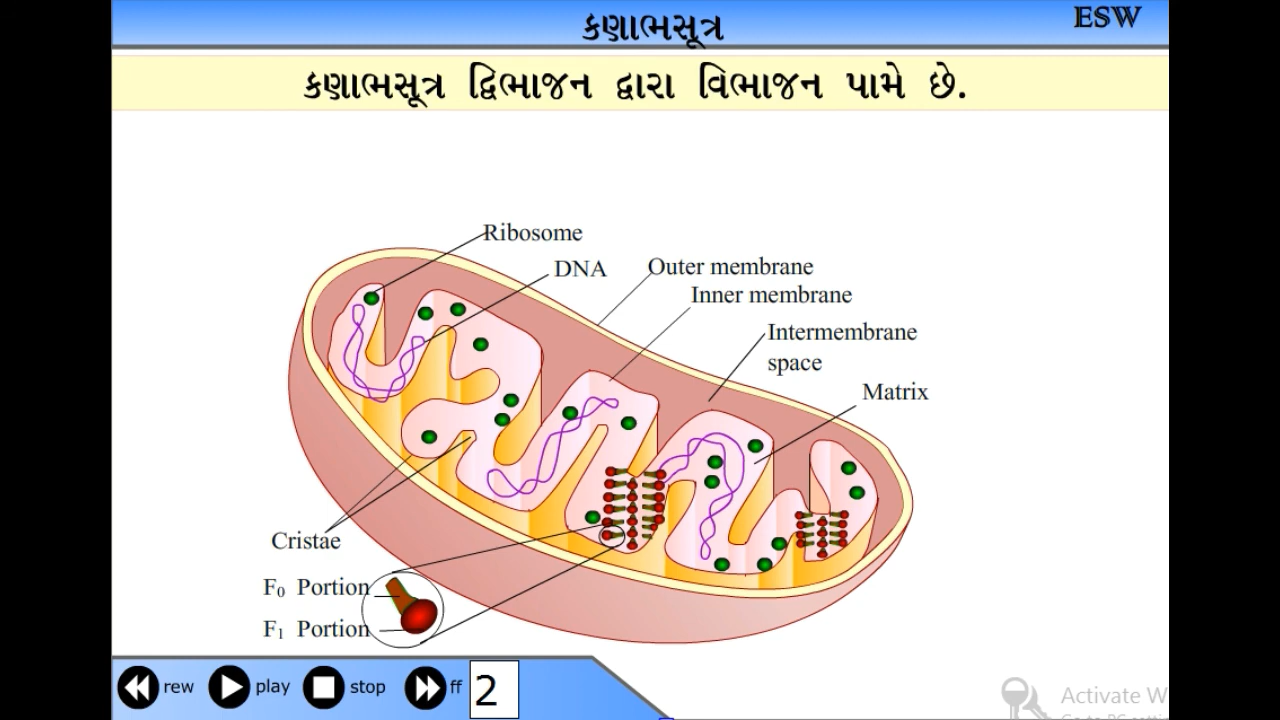 કણાભસૂત્ર
ESW
કણાભસૂત્ર દ્વિભાજન દ્વારા વિભાજન પામે છે.
Ribosome
DNA
Outer membrane
Inner membrane
Intermembrane
space
Matrix
Cristae
F₀ Portion
F₁ Portion
rew play stop ff 2
Activate W